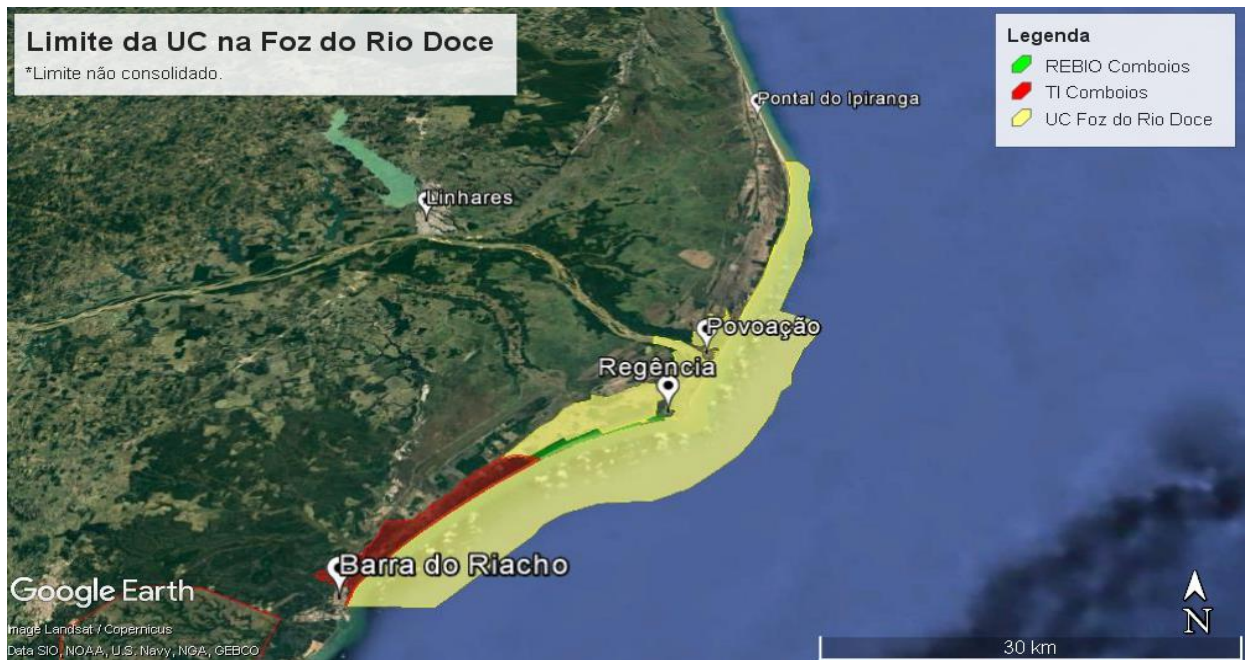 Limite da UC na Foz do Rio Doce
*Limite não consolidado.
Legenda
REBIO Comboios
TI Comboios
UC Foz do Rio Doce
Pontal do Ipiranga
Linhares
Povoação
Regência
Barra do Riacho
Google Earth
Image Landsat / Copernicus
Data SIO, NOAA, U.S. Navy, NGA, GEBCO
N
30 km